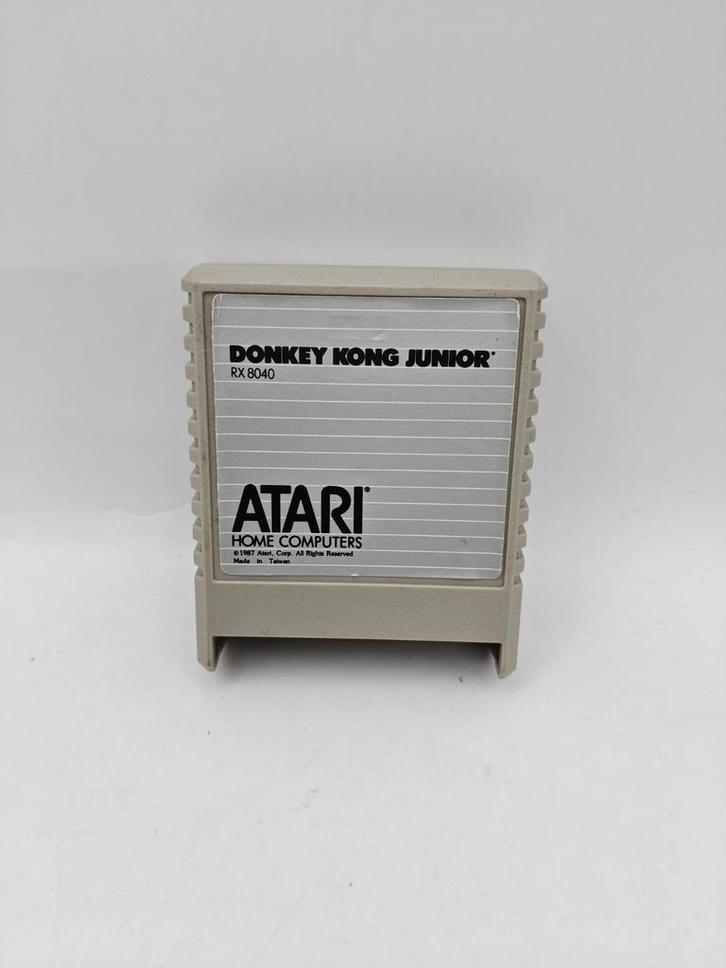 DONKEY KONG JUNIOR®
RX 8040
ATARI®
HOME COMPUTERS
© 1987 Atari, Corp. All Rights Reserved
Made in Taiwan